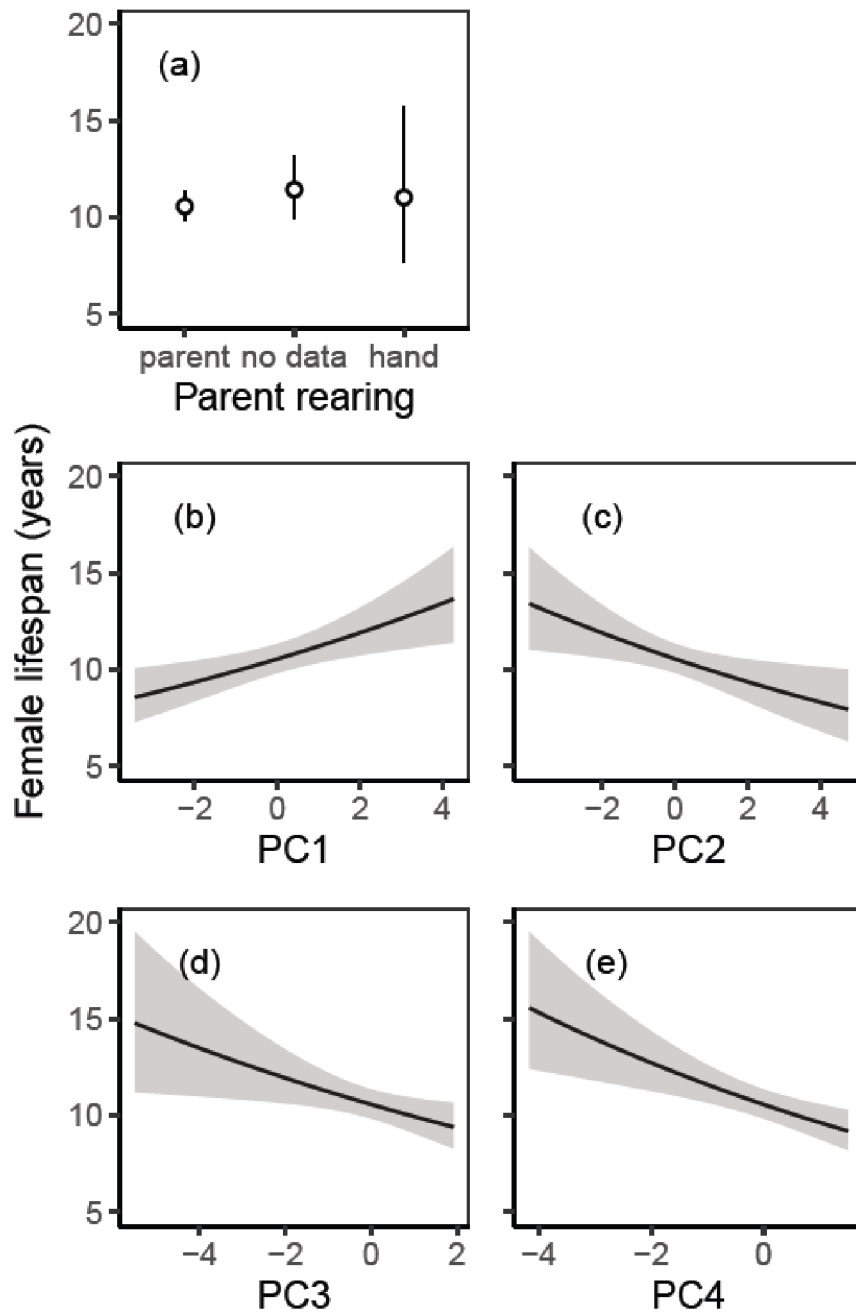 20
(a)
15
10
5
parent no data hand
Parent rearing
Female lifespan (years)
20
(b)
(c)
15
10
5
−2 0 2 4
−2 0 2 4
PC1
PC2
20
(d)
(e)
15
10
5
−4 −2 0 2
−4 −2 0
PC3
PC4